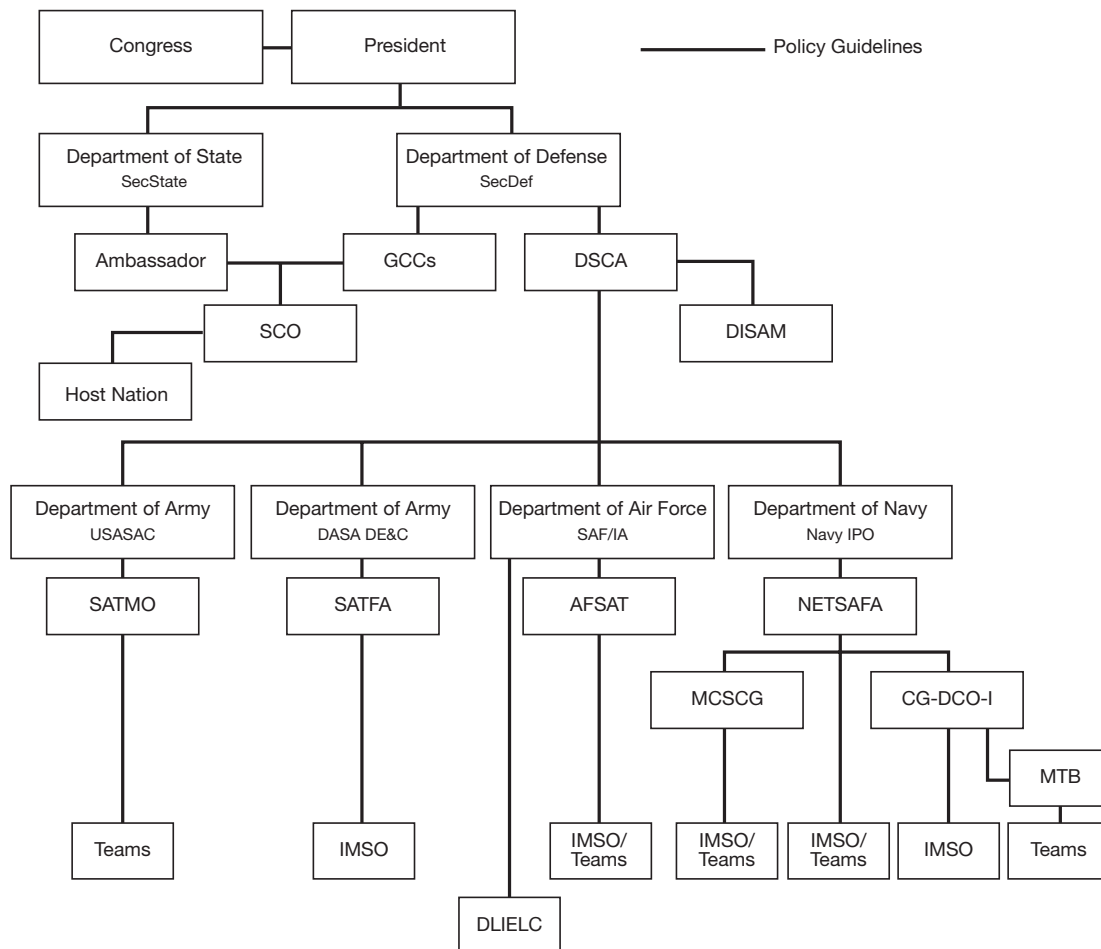 Congress
President
Policy Guidelines
Department of State
SecState
Department of Defense
SecDef
Ambassador
GCCs
DSCA
SCO
DISAM
Host Nation
Department of Army
USASAC
Department of Army
DASA DE&C
Department of Air Force
SAF/IA
Department of Navy
Navy IPO
SATMO
SATFA
AFSAT
NETSAFA
MCSCG
CG-DCO-I
MTB
Teams
IMSO
IMSO/
Teams
IMSO/
Teams
IMSO/
Teams
IMSO
Teams
DLIELC